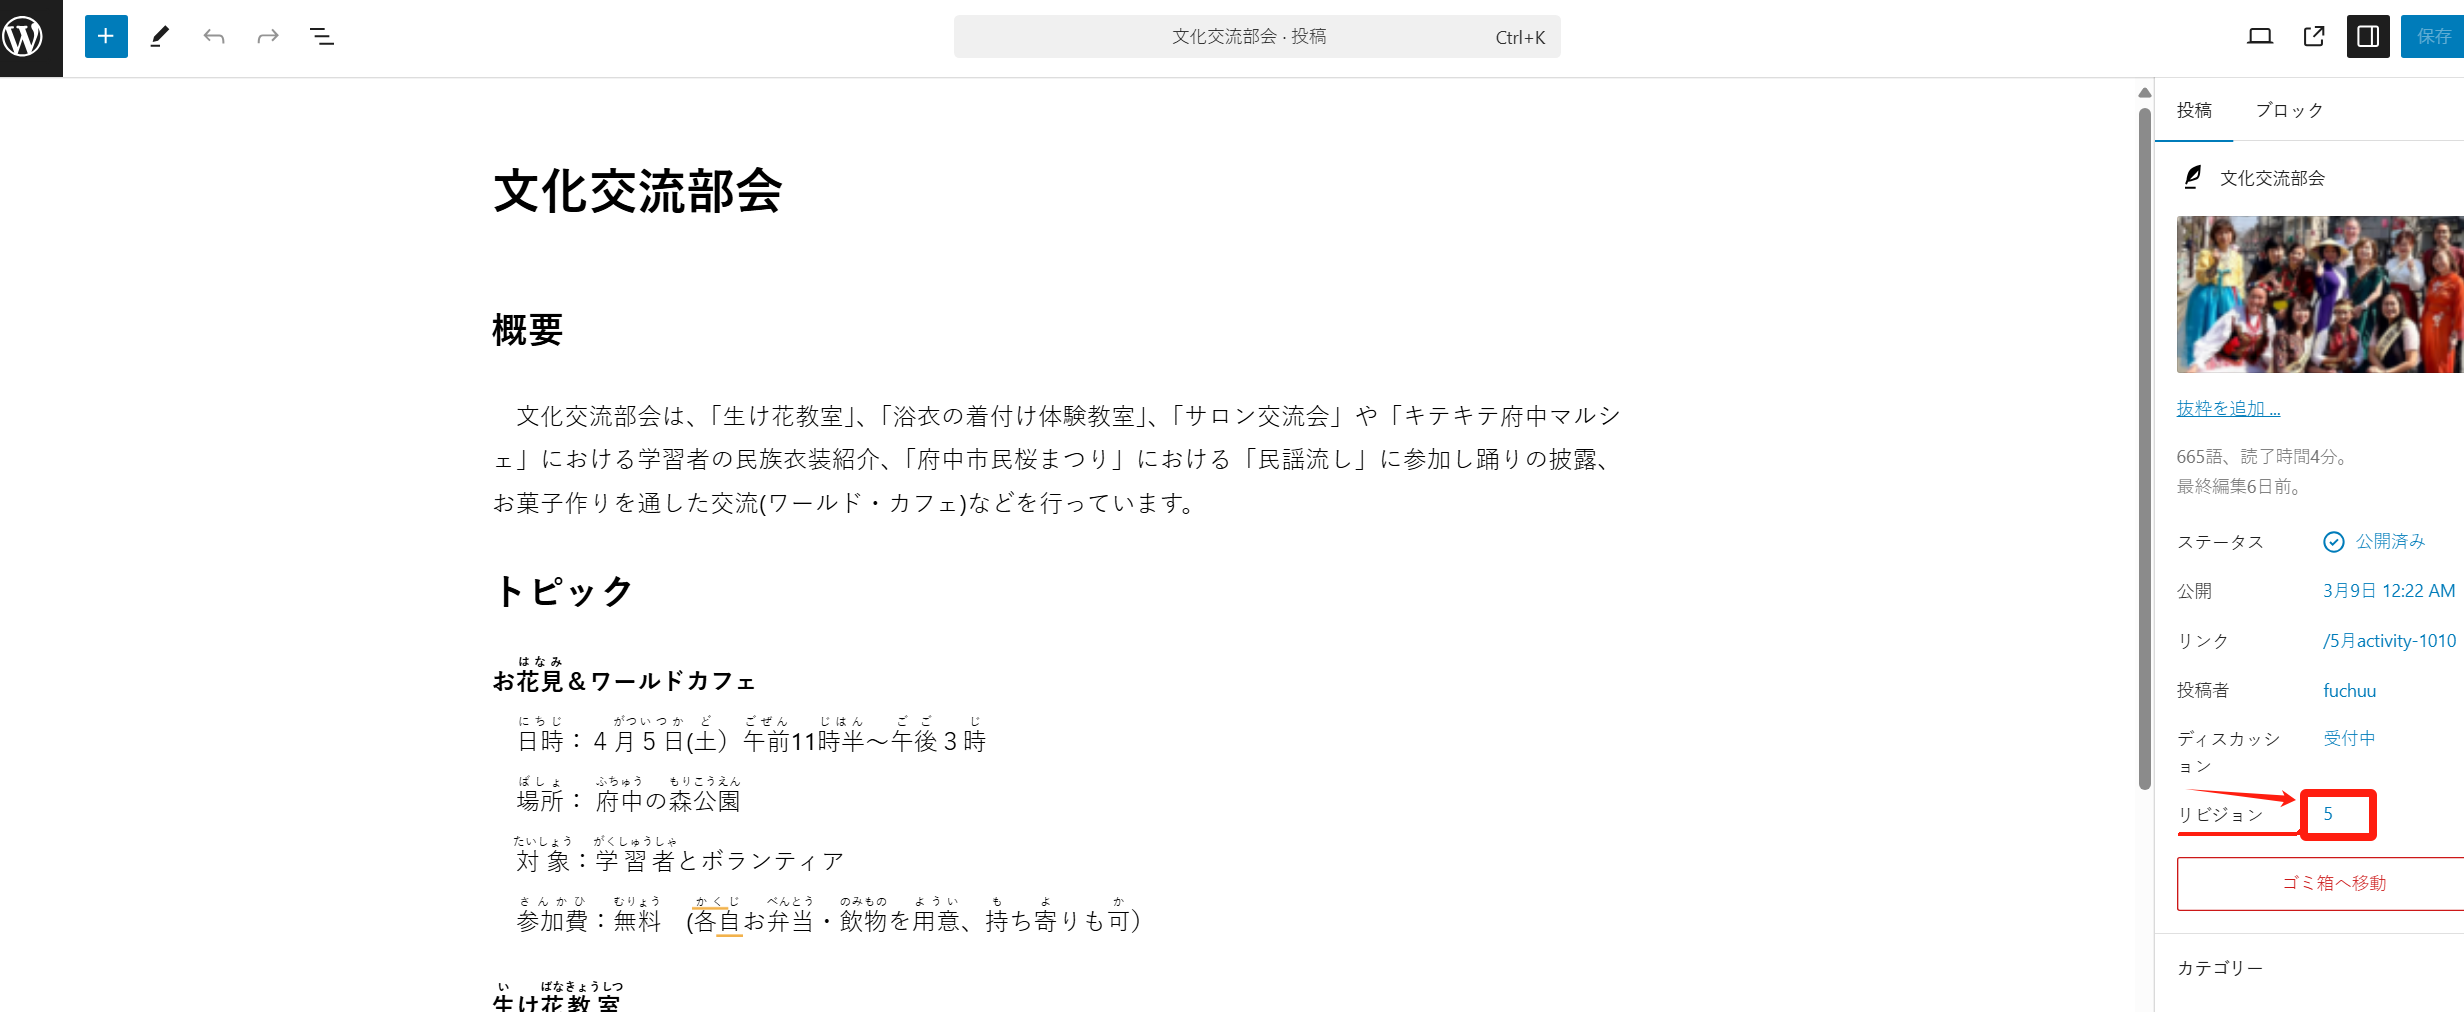 文化交流部会 · 投稿
Ctrl+K
保存
文化交流部会
概要
文化交流部会は、「生け花教室」、「浴衣の着付け体験教室」、「サロン交流会」や「キテキテ府中マルシ
ェ」における学習者の民族衣装紹介、「府中市民桜まつり」における「民謡流し」に参加し踊りの披露、
お菓子作りを通した交流(ワールド・カフェ)などを行っています。
トピック
はなみ
お花見＆ワールドカフェ
にちじ がついつか ど ごぜん じはん ごご じ
日時：４月５日(土）午前11時半～午後３時
ばしょ ふちゅう もりこうえん
場所： 府中の森公園
たいしょう がくしゅうしゃ
対象：学習者とボランティア
さんかひ むりょう かくじ べんとう のみもの ようい も よ か
参加費：無料　(各自お弁当・飲物を用意、持ち寄りも可）
い ばなきょうしつ
生け花教室
投稿 ブロック
文化交流部会
抜粋を追加 ...
665語、読了時間4分。
最終編集6日前。
ステータス 公開済み
公開 3月9日 12:22 AM
リンク /5月activity-1010
投稿者 fuchuu
ディスカッシ 受付中
ョン
リビジョン 5
ゴミ箱へ移動
カテゴリー